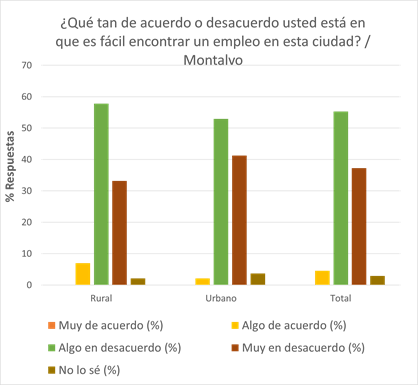 ¿Qué tan de acuerdo o desacuerdo usted está en
que es fácil encontrar un empleo en esta ciudad? /
Montalvo
70
60
50
40
30
20
10
0
% Respuestas
Rural Urbano Total
Muy de acuerdo (%) Algo de acuerdo (%)
Algo en desacuerdo (%) Muy en desacuerdo (%)
No lo sé (%)